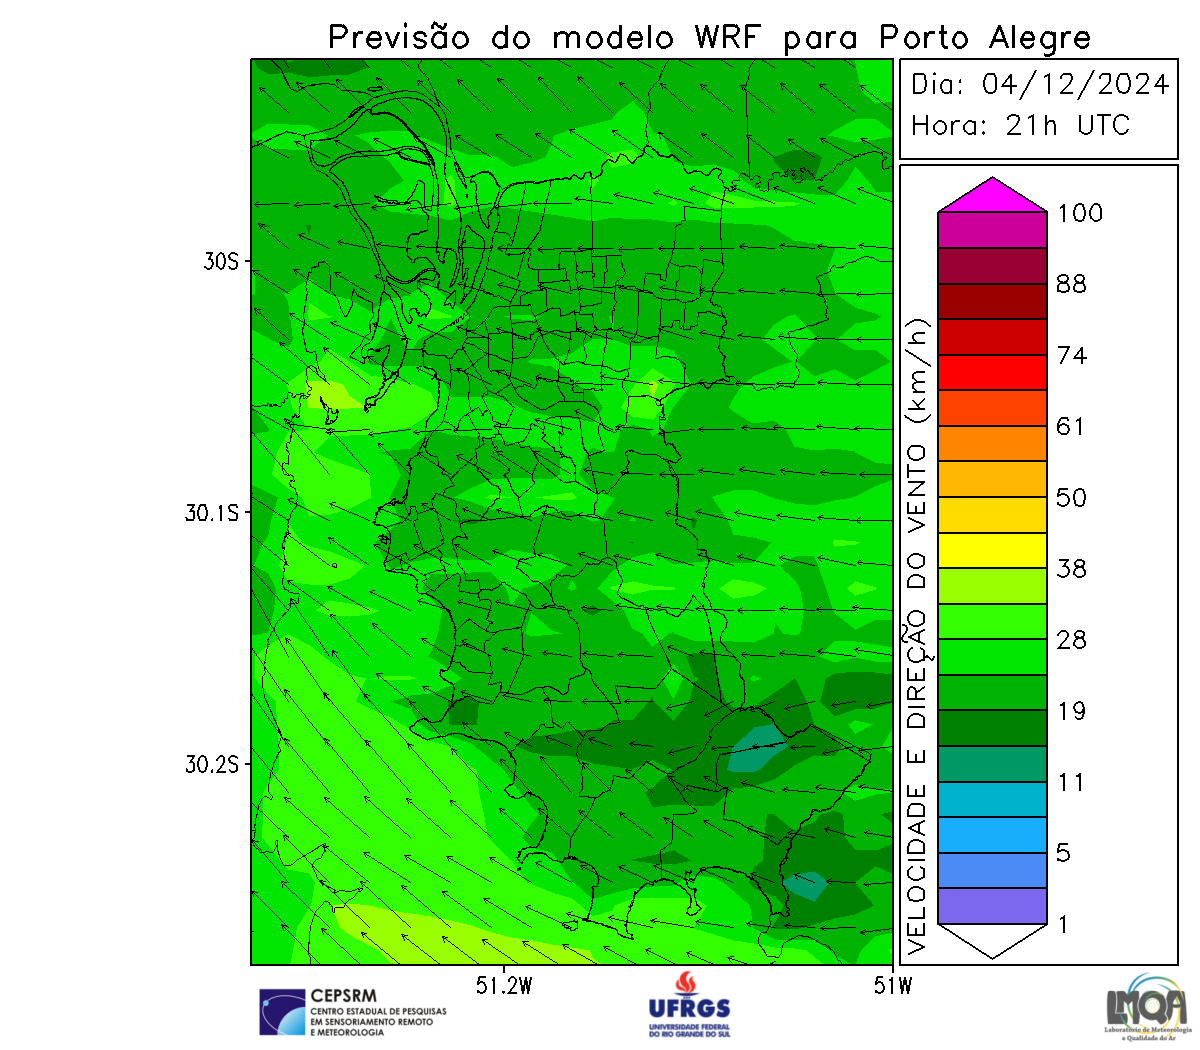 Previsão do modelo WRF para Porto Alegre
Dia: 04/12/2024
Hora: 21h UTC
30S
30.1S
30.2S
51.2W
51W
VELOCIDADE E DIREÇÃO DO VENTO (km/h)
100
88
74
61
50
38
28
19
11
5
1
CEPSRM
CENTRO ESTADUAL DE PESQUISAS
EM SENSORIAMENTO REMOTO
E METEOROLOGIA
UFRGS
UNIVERSIDADE FEDERAL
DO RIO GRANDE DO SUL
LMQA
Laboratório de Meteorologia
e Qualidade do Ar